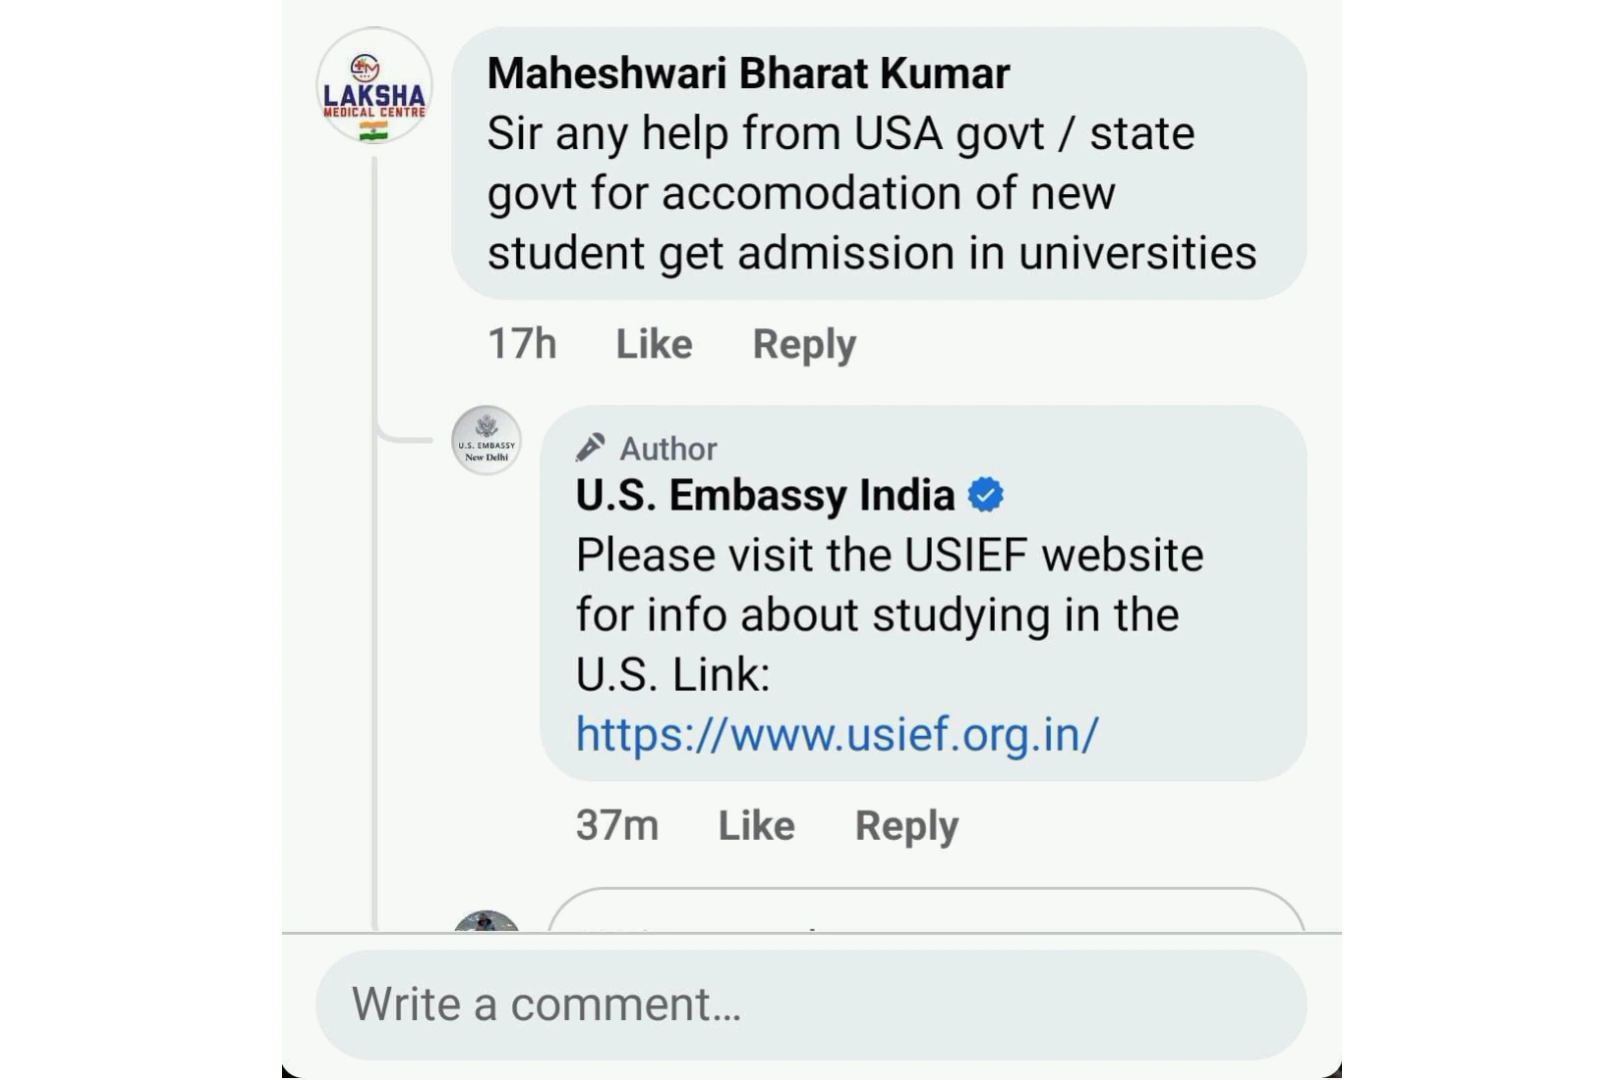 LAKSHA
MEDICAL CENTRE
Maheshwari Bharat Kumar
Sir any help from USA govt / state
govt for accomodation of new
student get admission in universities
17h Like Reply
U.S. EMBASSY
New Delhi
Author
U.S. Embassy India
Please visit the USIEF website
for info about studying in the
U.S. Link:
https://www.usief.org.in/
37m Like Reply
Write a comment...